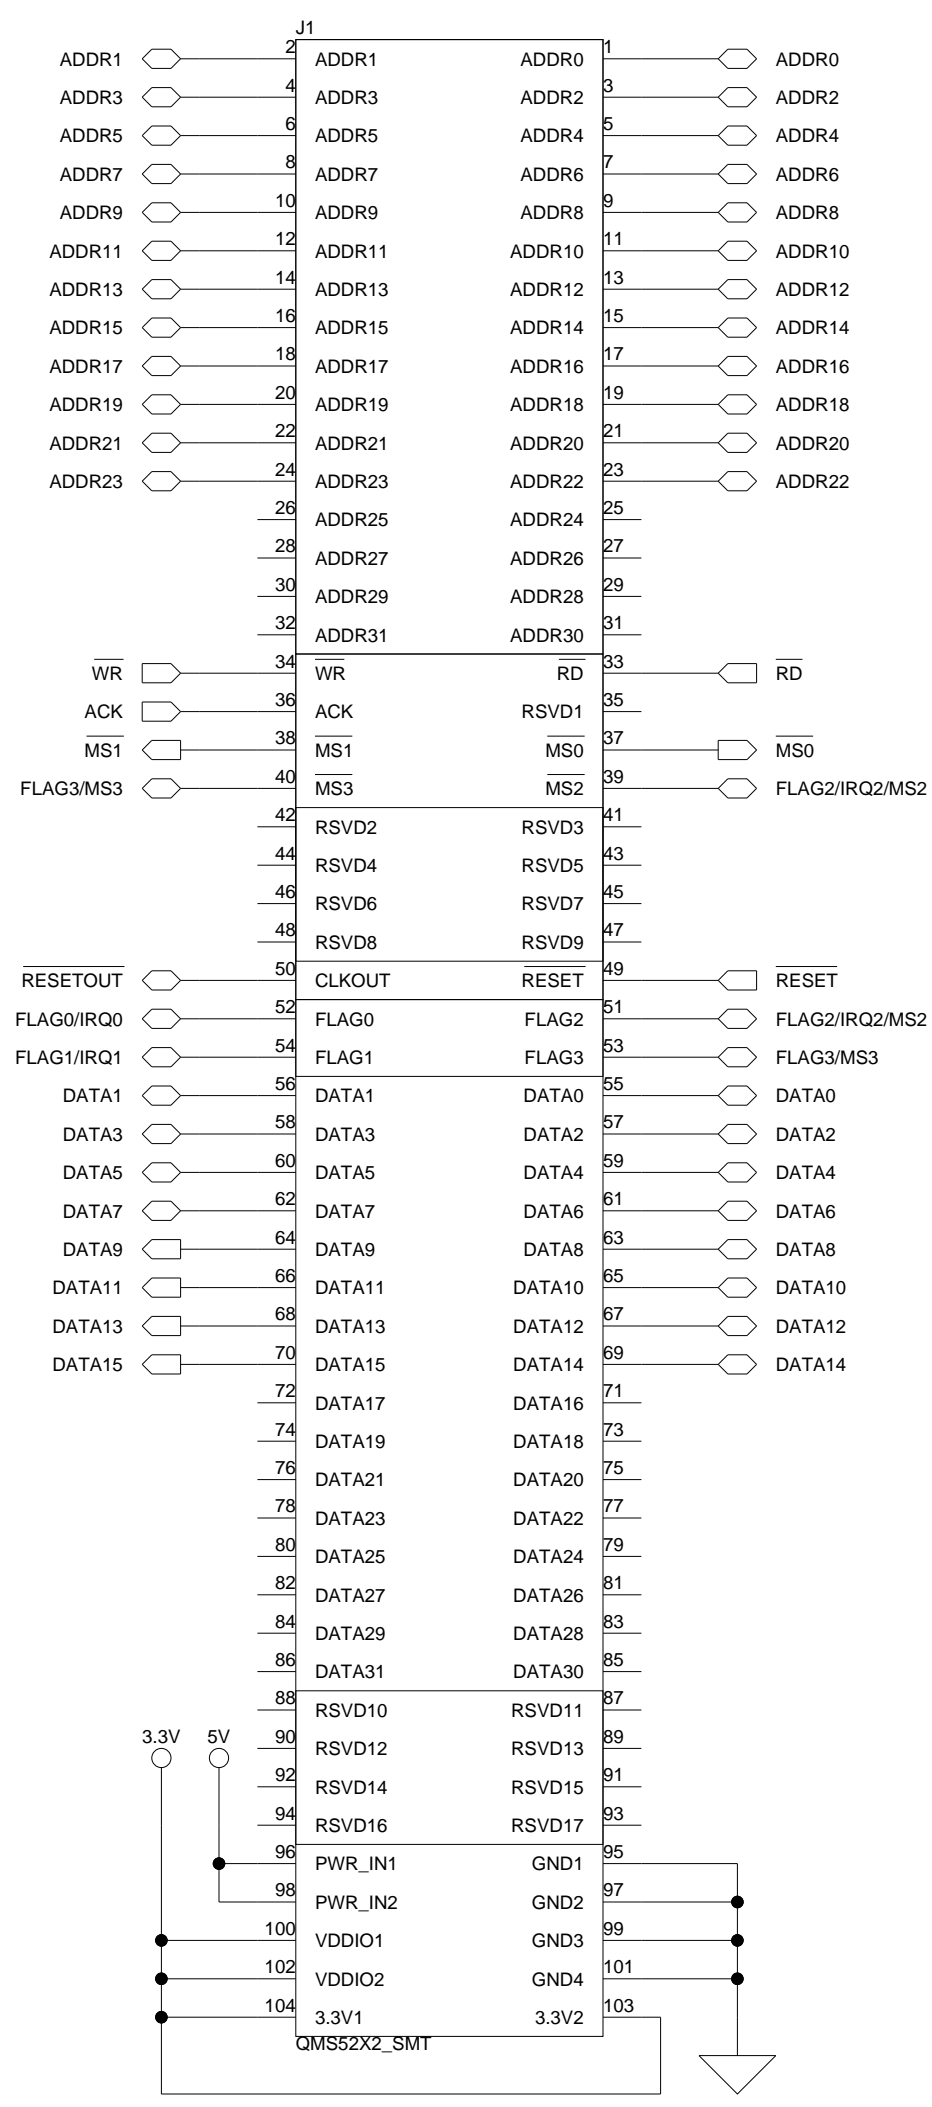 J1
ADDR1 2 ADDR1 ADDR0 1 ADDR0
ADDR3 4 ADDR3 ADDR2 3 ADDR2
ADDR5 6 ADDR5 ADDR4 5 ADDR4
ADDR7 8 ADDR7 ADDR6 7 ADDR6
ADDR9 10 ADDR9 ADDR8 9 ADDR8
ADDR11 12 ADDR11 ADDR10 11 ADDR10
ADDR13 14 ADDR13 ADDR12 13 ADDR12
ADDR15 16 ADDR15 ADDR14 15 ADDR14
ADDR17 18 ADDR17 ADDR16 17 ADDR16
ADDR19 20 ADDR19 ADDR18 19 ADDR18
ADDR21 22 ADDR21 ADDR20 21 ADDR20
ADDR23 24 ADDR23 ADDR22 23 ADDR22
26 ADDR25 ADDR24 25
28 ADDR27 ADDR26 27
30 ADDR29 ADDR28 29
32 ADDR31 ADDR30 31
WR 34 WR RD 33 RD
ACK 36 ACK RSVD1 35
MS1 38 MS1 MS0 37 MS0
FLAG3/MS3 40 MS3 MS2 39 FLAG2/IRQ2/MS2
42 RSVD2 RSVD3 41
44 RSVD4 RSVD5 43
46 RSVD6 RSVD7 45
48 RSVD8 RSVD9 47
RESETOUT 50 CLKOUT RESET 49 RESET
FLAG0/IRQ0 52 FLAG0 FLAG2 51 FLAG2/IRQ2/MS2
FLAG1/IRQ1 54 FLAG1 FLAG3 53 FLAG3/MS3
DATA1 56 DATA1 DATA0 55 DATA0
DATA3 58 DATA3 DATA2 57 DATA2
DATA5 60 DATA5 DATA4 59 DATA4
DATA7 62 DATA7 DATA6 61 DATA6
DATA9 64 DATA9 DATA8 63 DATA8
DATA11 66 DATA11 DATA10 65 DATA10
DATA13 68 DATA13 DATA12 67 DATA12
DATA15 70 DATA15 DATA14 69 DATA14
72 DATA17 DATA16 71
74 DATA19 DATA18 73
76 DATA21 DATA20 75
78 DATA23 DATA22 77
80 DATA25 DATA24 79
82 DATA27 DATA26 81
84 DATA29 DATA28 83
86 DATA31 DATA30 85
88 RSVD10 RSVD11 87
3.3V 5V 90 RSVD12 RSVD13 89
92 RSVD14 RSVD15 91
94 RSVD16 RSVD17 93
96 PWR_IN1 GND1 95
98 PWR_IN2 GND2 97
100 VDDIO1 GND3 99
102 VDDIO2 GND4 101
104 3.3V1 3.3V2 103
QMS52X2_SMT